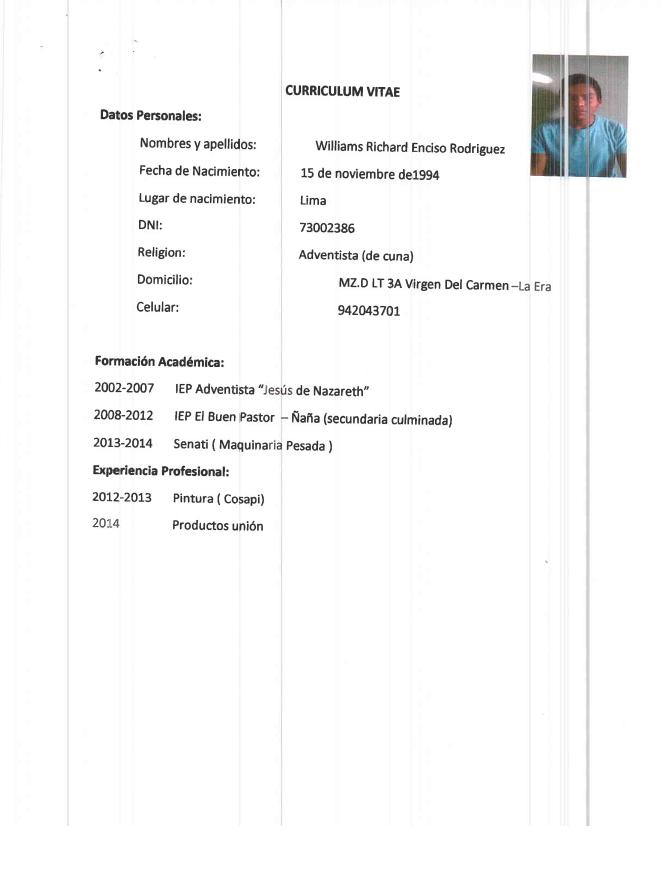 CURRICULUM VITAE
Datos Personales:
Nombres y apellidos: Williams Richard Enciso Rodriguez
Fecha de Nacimiento: 15 de noviembre de1994
Lugar de nacimiento: Lima
DNI: 73002386
Religion: Adventista (de cuna)
Domicilio: MZ.D LT 3A Virgen Del Carmen –La Era
Celular: 942043701
Formación Académica:
2002-2007 IEP Adventista "Jesús de Nazareth"
2008-2012 IEP El Buen Pastor – Ñaña (secundaria culminada)
2013-2014 Senati ( Maquinaria Pesada )
Experiencia Profesional:
2012-2013 Pintura ( Cosapi)
2014 Productos unión